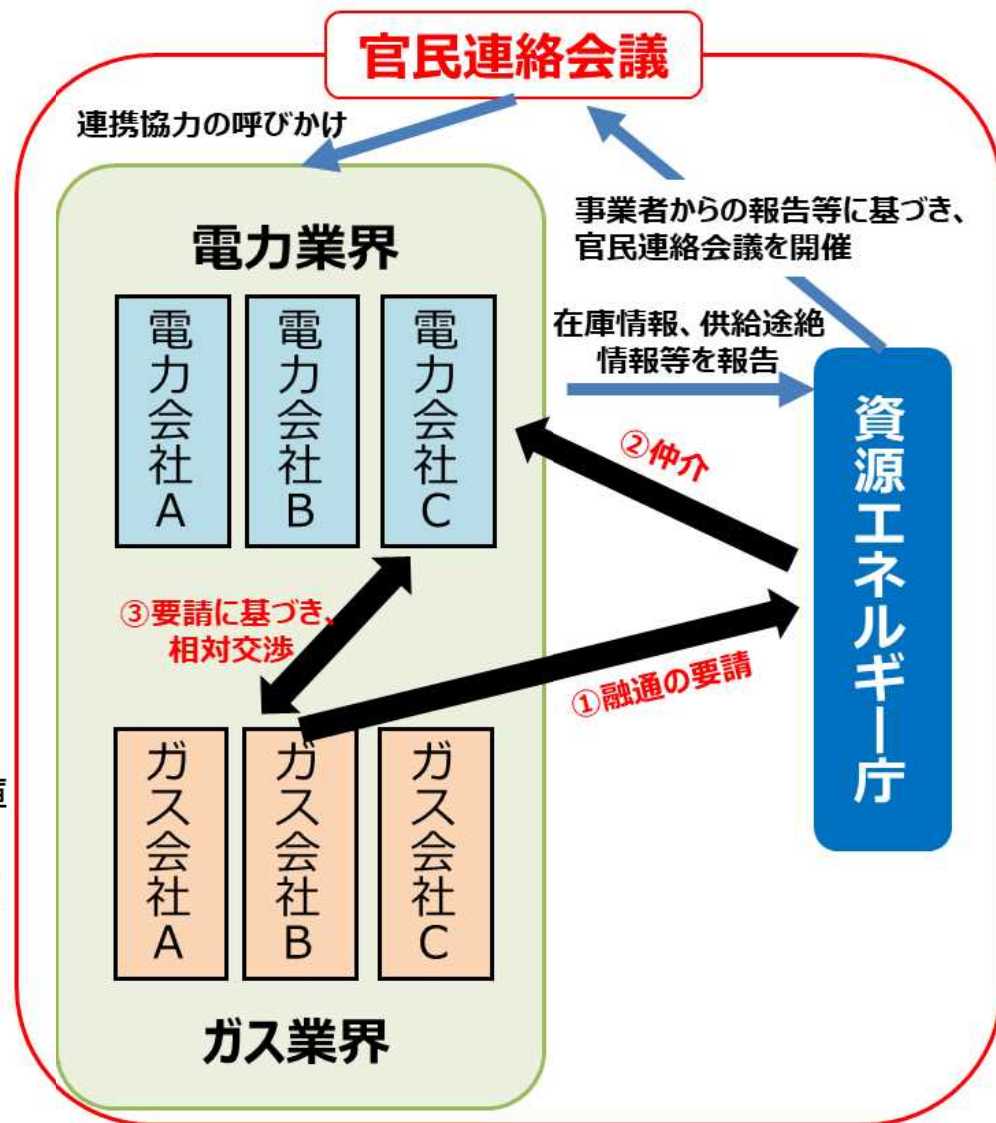 官民連絡会議
連携協力の呼びかけ
事業者からの報告等に基づき、
官民連絡会議を開催
電力業界
在庫情報、供給途絶
情報等を報告
電力会社A
電力会社B
電力会社C
資源エネルギー庁
②仲介
③要請に基づき、
相対交渉
①融通の要請
ガス会社A
ガス会社B
ガス会社C
ガス業界